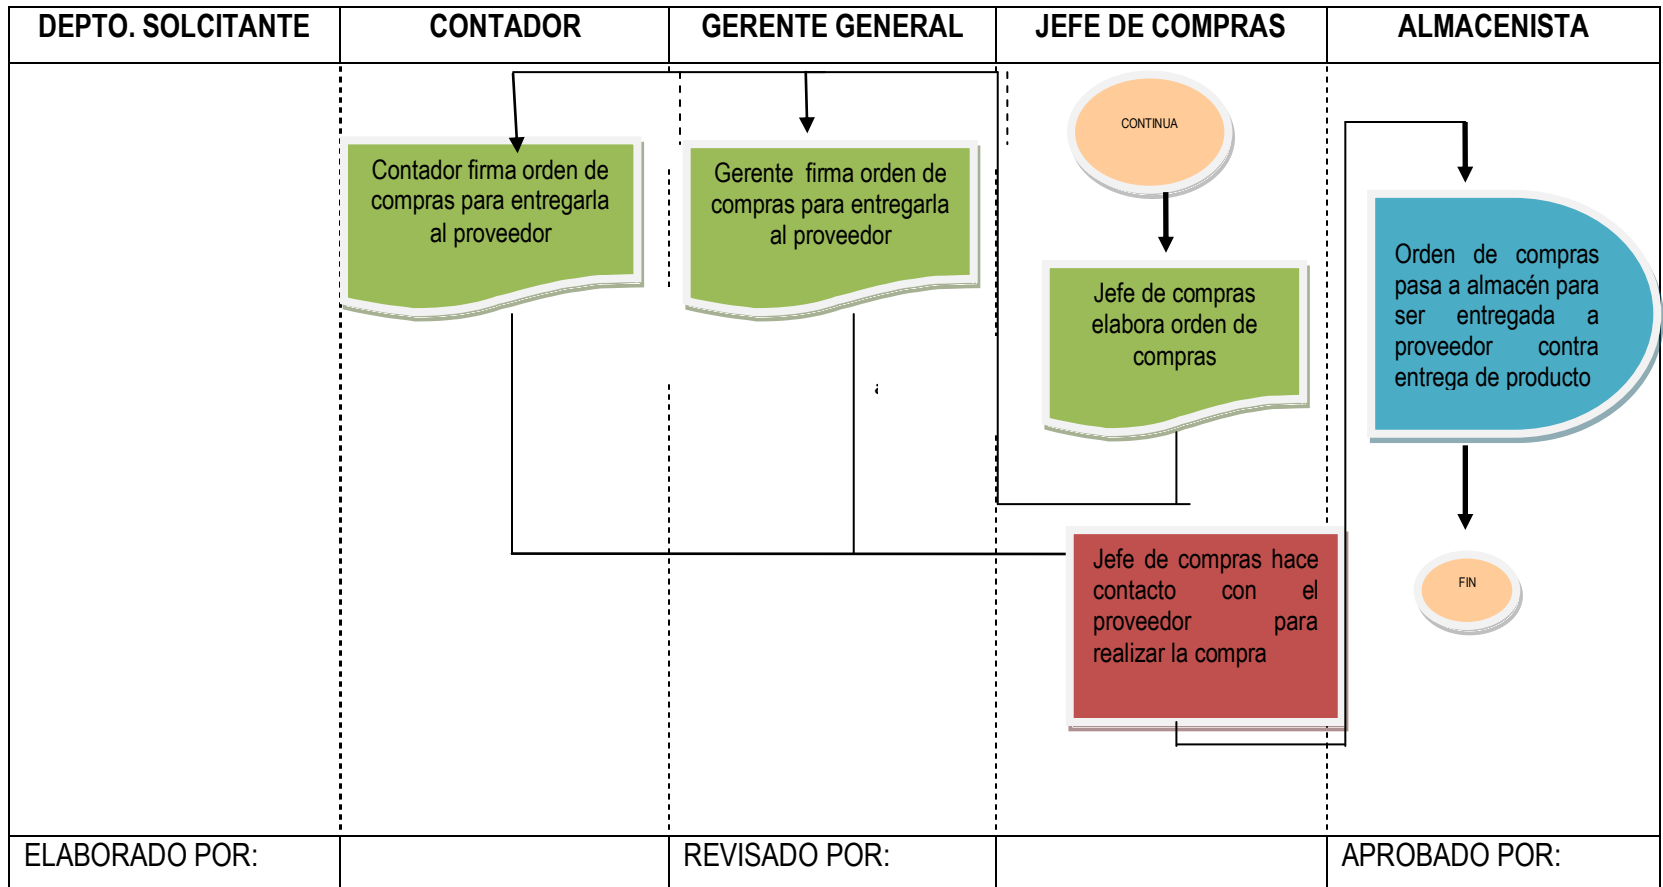 DEPTO. SOLCITANTE
CONTADOR
GERENTE GENERAL
JEFE DE COMPRAS
ALMACENISTA
Contador firma orden de
compras para entregarla
al proveedor
Gerente firma orden de
compras para entregarla
al proveedor
CONTINUA
Jefe de compras
elabora orden de
compras
Jefe de compras hace
contacto con el
proveedor para
realizar la compra
Orden de compras
pasa a almacén para
ser entregada a
proveedor contra
entrega de producto
FIN
ELABORADO POR:
REVISADO POR:
APROBADO POR: